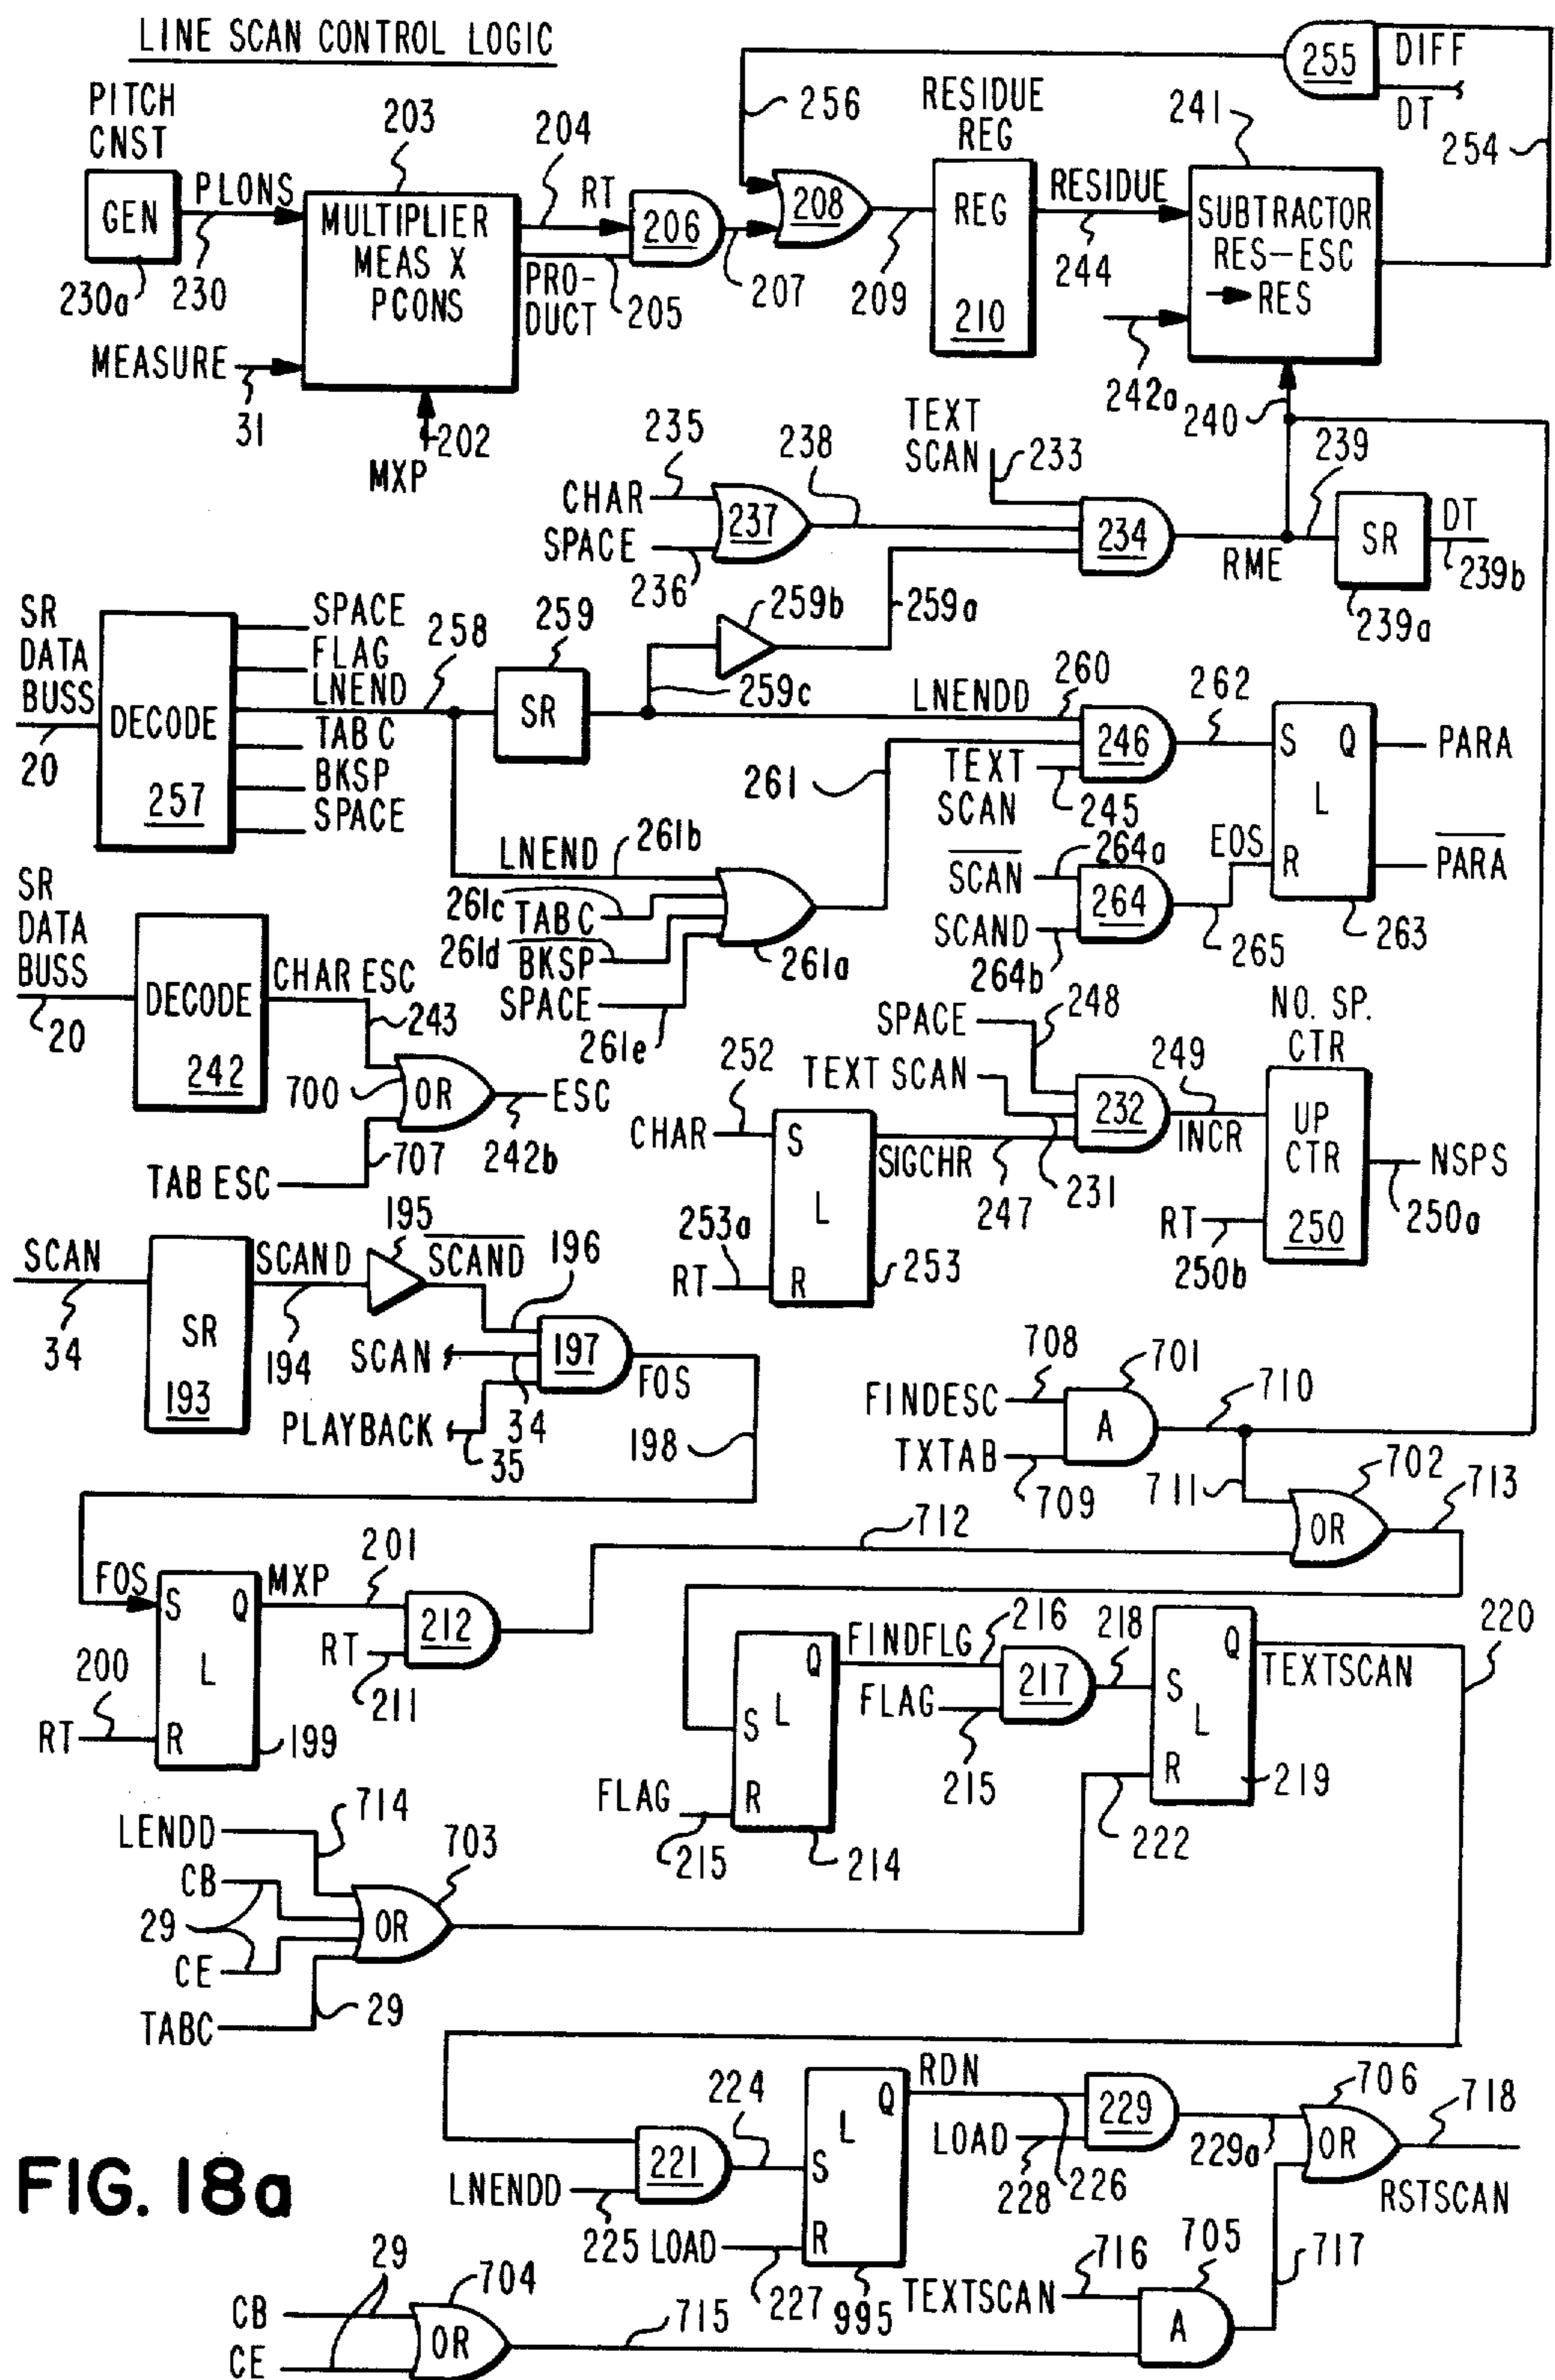 LINE SCAN CONTROL LOGIC
255
DIFF
DT
254
256
PITCH
CNST
203
204
RESIDUE
REG
241
GEN
PLONS
230a
230
MULTIPLIER
MEAS X
PCONS
RT
206
PRO-
DUCT
205
207
208
209
REG
210
RESIDUE
244
SUBTRACTOR
RES-ESC
RES
242a
240
MEASURE
31
202
MXP
235
238
TEXT
SCAN
233
239
CHAR
SPACE
237
236
234
RME
SR
DT
239b
239a
259b
259a
SR
DATA
BUSS
20
DECODE
257
SPACE
FLAG
LNEND
TABC
BKSP
SPACE
258
259
SR
259c
LNENDD
260
246
262
S
Q
L
R
PARA
PARA
263
261
TEXT
SCAN
245
LNEND
261b
261c
TABC
261d
BKSP
SPACE
261e
261a
SCAN
264a
264
SCAND
264b
EOS
265
SR
DATA
BUSS
20
DECODE
242
CHAR ESC
243
700
OR
ESC
242b
707
TAB ESC
SPACE
248
TEXT SCAN
232
249
INCR
NO. SP.
CTR
UP
CTR
250
NSPS
250a
RT
250b
252
CHAR
S
L
R
SIGCHR
247
231
253a
RT
253
SCAN
34
SR
193
SCAND
194
195
SCAND
196
SCAN
34
197
PLAYBACK
35
FOS
198
708
701
FINDESC
A
710
TXTAB
709
711
702
OR
713
712
FOS
S
Q
L
R
MXP
201
212
RT
211
200
RT
199
FINDFLG
216
217
218
FLAG
215
Q
S
L
R
FLAG
215
214
Q
S
L
R
TEXTSCAN
220
219
222
LENDD
714
703
CB
29
OR
CE
TABC
29
221
224
LNENDD
225
LOAD
227
Q
L
S
R
995
RDN
229
LOAD
228
226
229a
706
OR
718
RSTSCAN
FIG. 18a
716
705
TEXTSCAN
A
717
29
704
CB
OR
CE
715